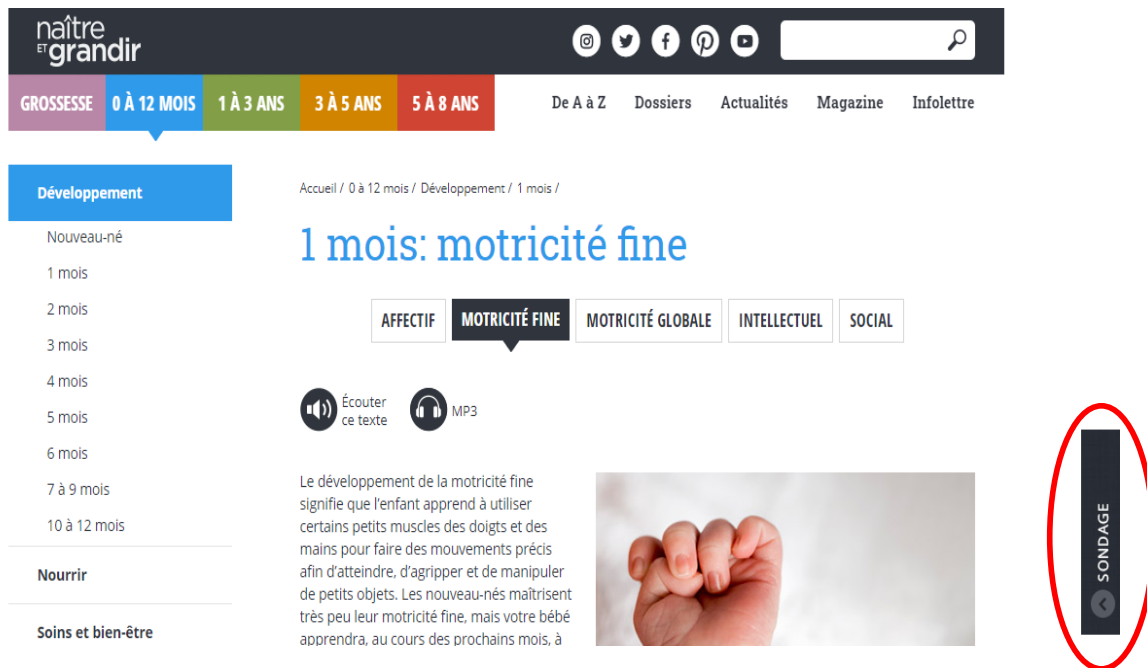 naître
ET grandir
GROSSESSE 0 À 12 MOIS 1 À 3 ANS 3 À 5 ANS 5 À 8 ANS De A à Z Dossiers Actualités Magazine Infolettre
Développement
Nouveau-né
1 mois
2 mois
3 mois
4 mois
5 mois
6 mois
7 à 9 mois
10 à 12 mois
Nourrir
Soins et bien-être
Accueil / 0 à 12 mois / Développement / 1 mois /
1 mois: motricité fine
AFFECTIF MOTRICITÉ FINE MOTRICITÉ GLOBALE INTELLECTUEL SOCIAL
Écouter
ce texte
MP3
Le développement de la motricité fine
signifie que l'enfant apprend à utiliser
certains petits muscles des doigts et des
mains pour faire des mouvements précis
afin d'atteindre, d'agripper et de manipuler
de petits objets. Les nouveau-nés maîtrisent
très peu leur motricité fine, mais votre bébé
apprendra, au cours des prochains mois, à
SONDAGE